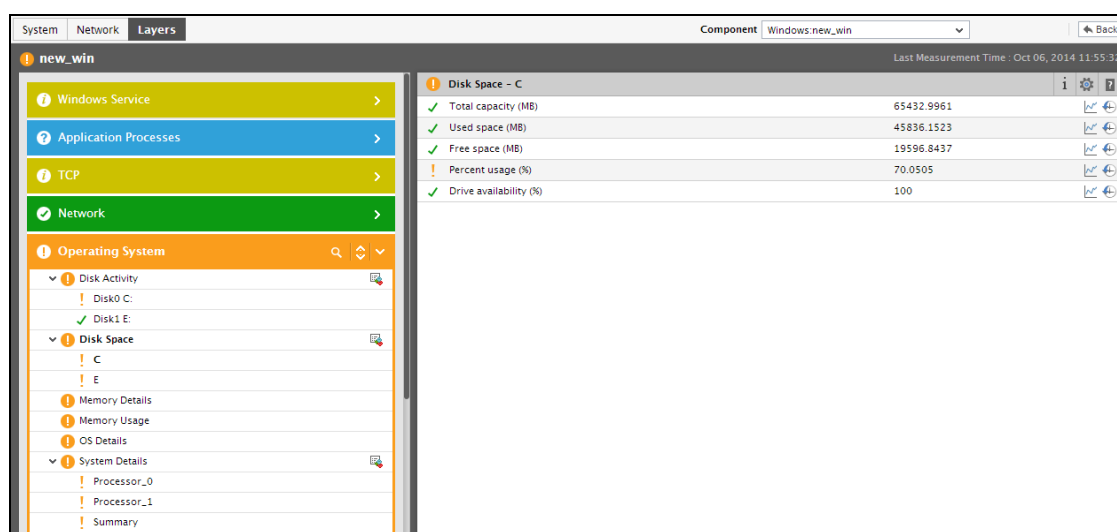 System Network Layers Component Windows:new_win Back
new_win Last Measurement Time : Oct 06, 2014 11:55:32
Windows Service
Application Processes
TCP
Network
Operating System
Disk Activity
Disk0 C:
Disk1 E:
Disk Space
C
E
Memory Details
Memory Usage
OS Details
System Details
Processor_0
Processor_1
Summary
Disk Space - C
Total capacity (MB) 65432.9961
Used space (MB) 45836.1523
Free space (MB) 19596.8437
Percent usage (%) 70.0505
Drive availability (%) 100